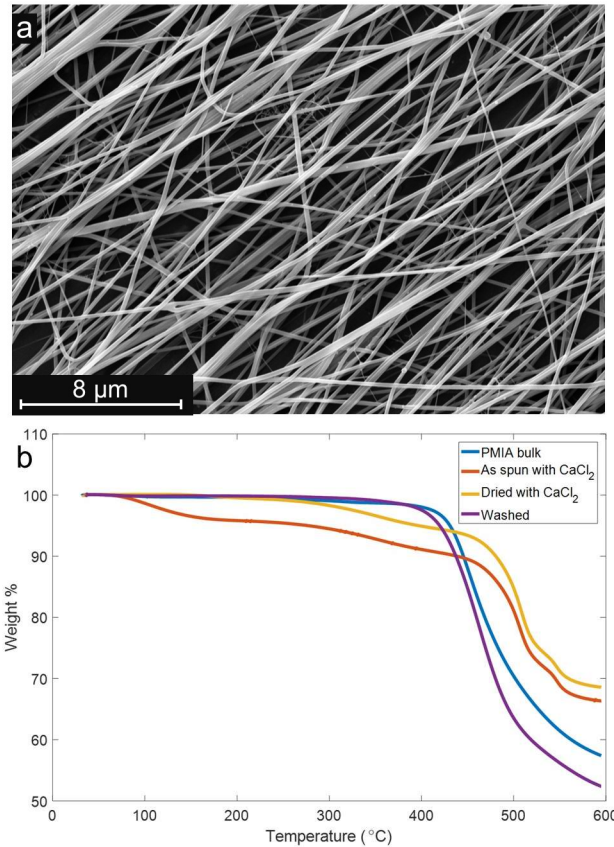 a
8 µm
b
110
100
90
80
70
60
50
Weight %
PMIA bulk
As spun with CaCl₂
Dried with CaCl₂
Washed
0 100 200 300 400 500 600
Temperature (°C)